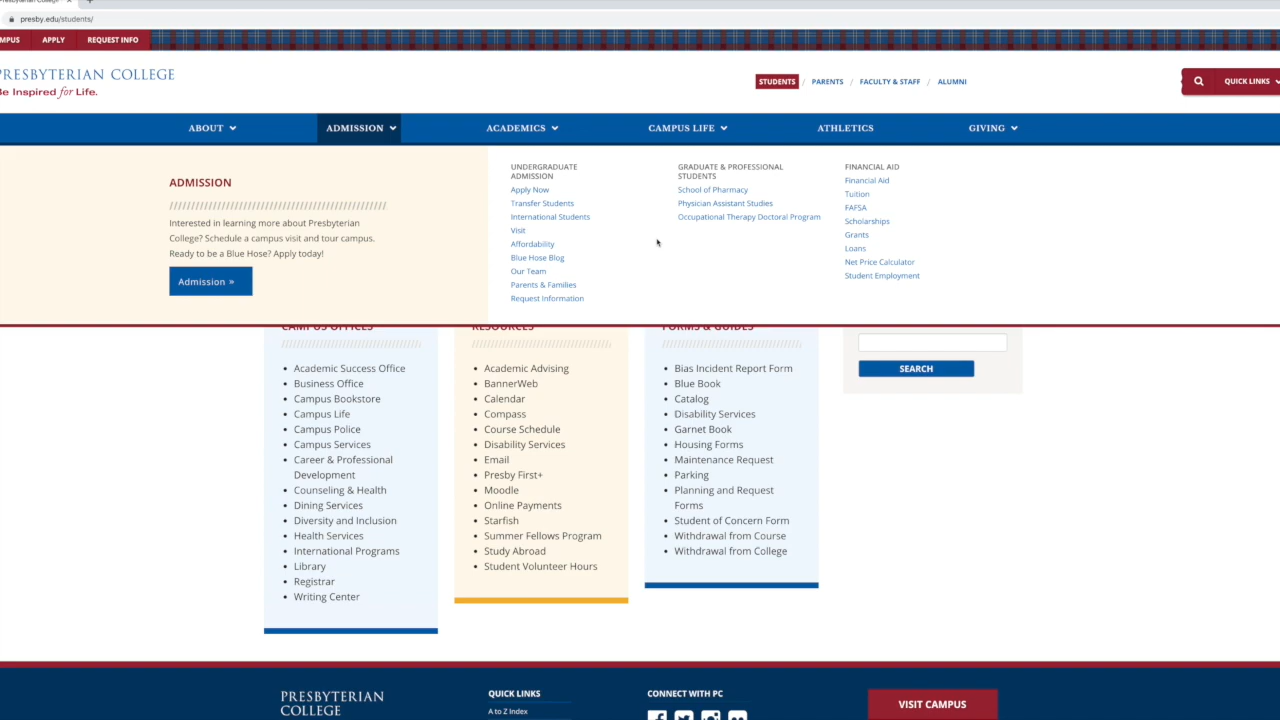 Presbyterian College
presby.edu/students/
MPUS APPLY REQUEST INFO
PRESBYTERIAN COLLEGE
Be Inspired for Life.
STUDENTS / PARENTS / FACULTY & STAFF / ALUMNI
QUICK LINKS
ABOUT ADMISSION ACADEMICS CAMPUS LIFE ATHLETICS GIVING
ADMISSION
Interested in learning more about Presbyterian
College? Schedule a campus visit and tour campus.
Ready to be a Blue Hose? Apply today!
Admission »
UNDERGRADUATE
ADMISSION
Apply Now
Transfer Students
International Students
Visit
Affordability
Blue Hose Blog
Our Team
Parents & Families
Request Information
GRADUATE & PROFESSIONAL
STUDENTS
School of Pharmacy
Physician Assistant Studies
Occupational Therapy Doctoral Program
FINANCIAL AID
Financial Aid
Tuition
FAFSA
Scholarships
Grants
Loans
Net Price Calculator
Student Employment
CAMPUS OFFICES
• Academic Success Office
• Business Office
• Campus Bookstore
• Campus Life
• Campus Police
• Campus Services
• Career & Professional
Development
• Counseling & Health
• Dining Services
• Diversity and Inclusion
• Health Services
• International Programs
• Library
• Registrar
• Writing Center
RESOURCES
• Academic Advising
• BannerWeb
• Calendar
• Compass
• Course Schedule
• Disability Services
• Email
• Presby First+
• Moodle
• Online Payments
• Starfish
• Summer Fellows Program
• Study Abroad
• Student Volunteer Hours
FORMS & GUIDES
• Bias Incident Report Form
• Blue Book
• Catalog
• Disability Services
• Garnet Book
• Housing Forms
• Maintenance Request
• Parking
• Planning and Request
Forms
• Student of Concern Form
• Withdrawal from Course
• Withdrawal from College
SEARCH
PRESBYTERIAN
COLLEGE
QUICK LINKS
A to Z Index
CONNECT WITH PC
VISIT CAMPUS